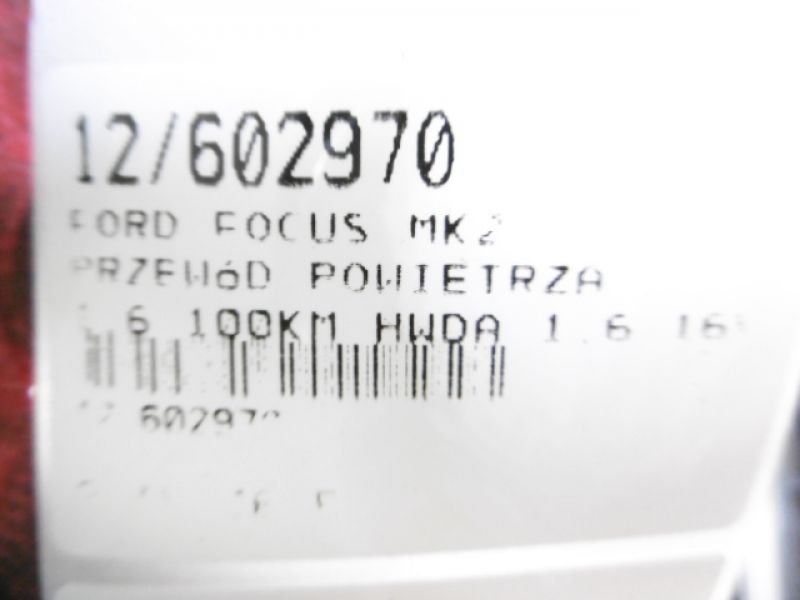 12/602970
FORD FOCUS MK2
PRZEWóD POWIETRZA
6 100KM HWDA 1.6
602970